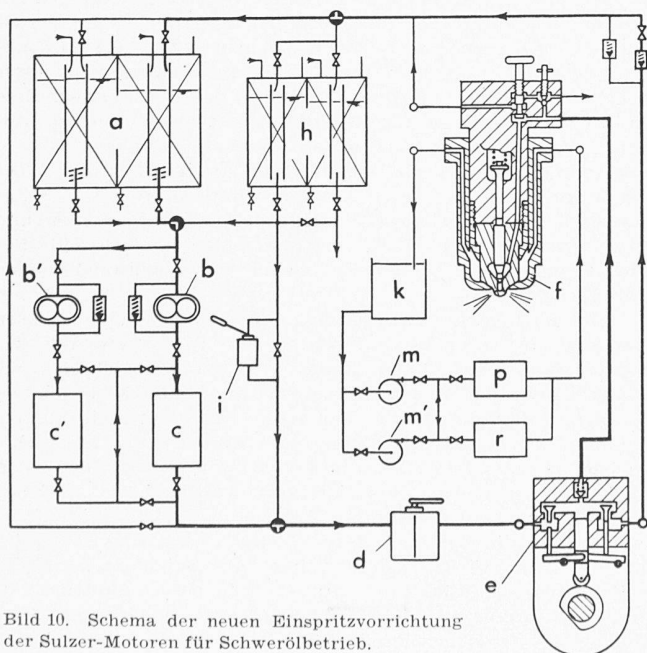 a
h
b'
b
k
f
i
m
p
m'
r
c'
c
d
e
Bild 10. Schema der neuen Einspritzvorrichtung
der Sulzer-Motoren für Schwerölbetrieb.